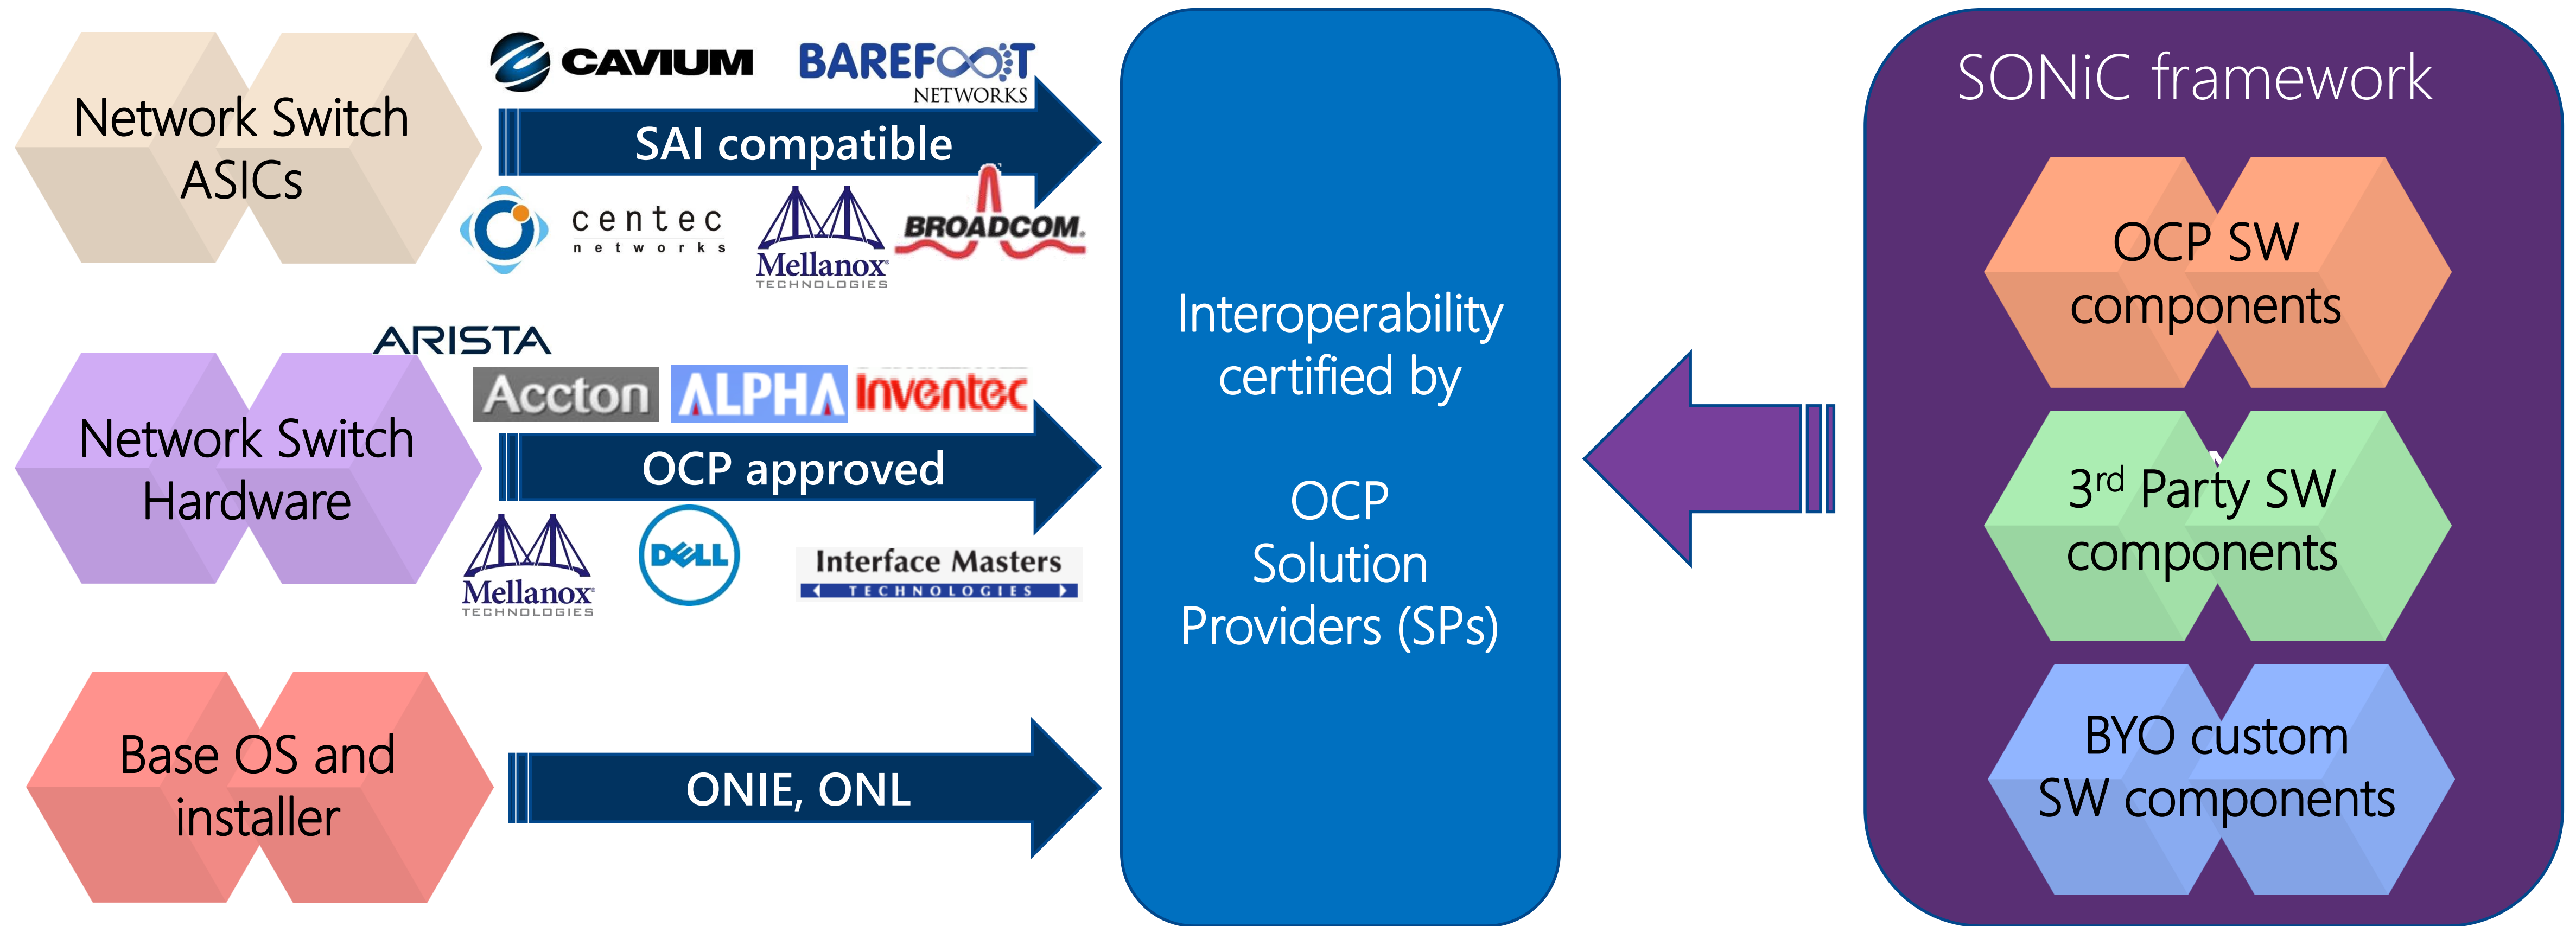 Network Switch
ASICs
CAVIUM
BAREFOOT
NETWORKS
SAI compatible
centec
networks
Mellanox
TECHNOLOGIES
BROADCOM.
ARISTA
Network Switch
Hardware
Accton
ALPHA
Inventec
OCP approved
Mellanox
TECHNOLOGIES
DELL
Interface Masters
TECHNOLOGIES
Base OS and
installer
ONIE, ONL
Interoperability
certified by
OCP
Solution
Providers (SPs)
SONiC framework
OCP SW
components
3rd Party SW
components
BYO custom
SW components